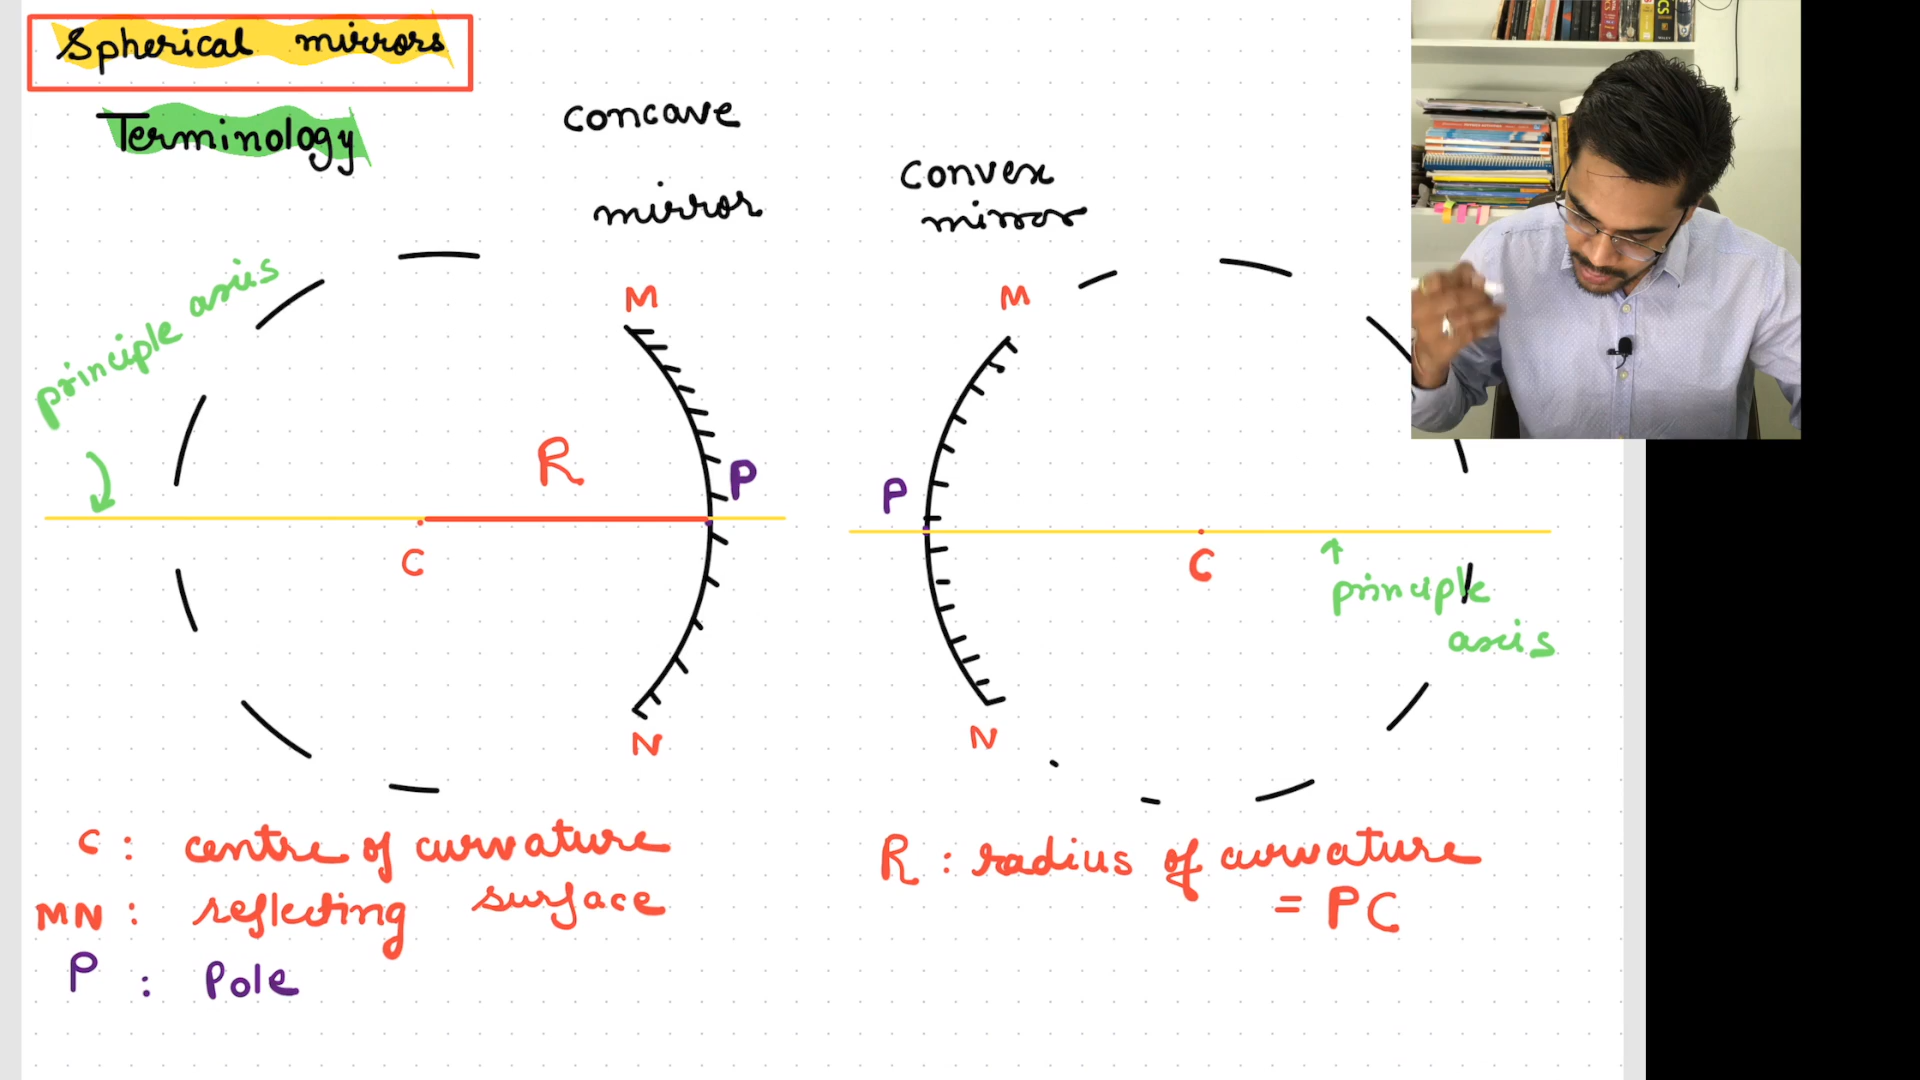 Spherical mirrors
Terminology
concave
mirror
convex
mirror
principle axis
M
R
P
C
N
M
P
C
principle
axis
N
C : centre of curvature
MN : reflecting surface
P : Pole
R : radius of curvature
= PC